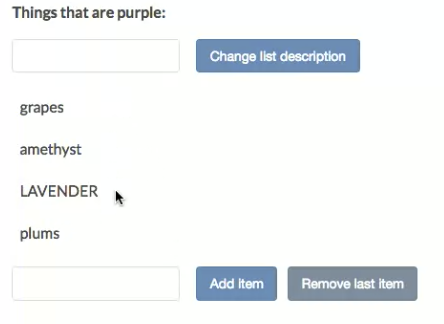 Things that are purple:
Change list description
grapes
amethyst
LAVENDER
plums
Add item Remove last item